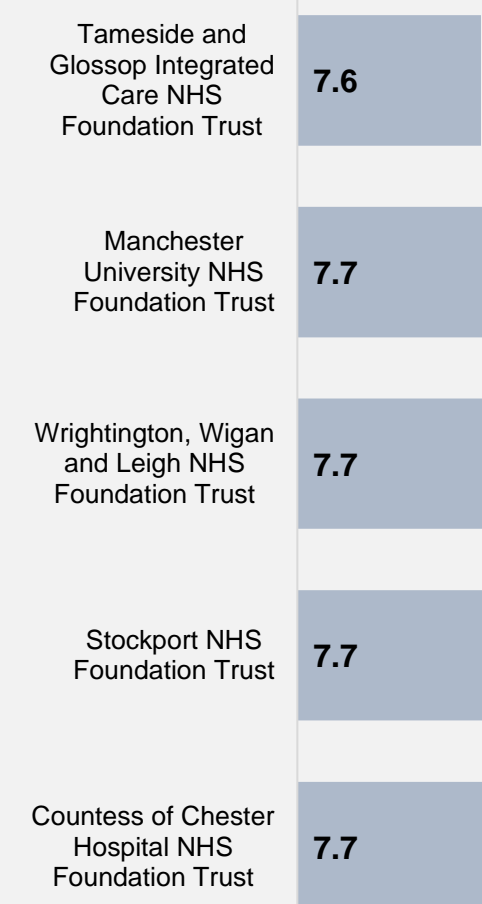 Tameside and
Glossop Integrated
Care NHS
Foundation Trust
7.6
Manchester
University NHS
Foundation Trust
7.7
Wrightington, Wigan
and Leigh NHS
Foundation Trust
7.7
Stockport NHS
Foundation Trust
7.7
Countess of Chester
Hospital NHS
Foundation Trust
7.7